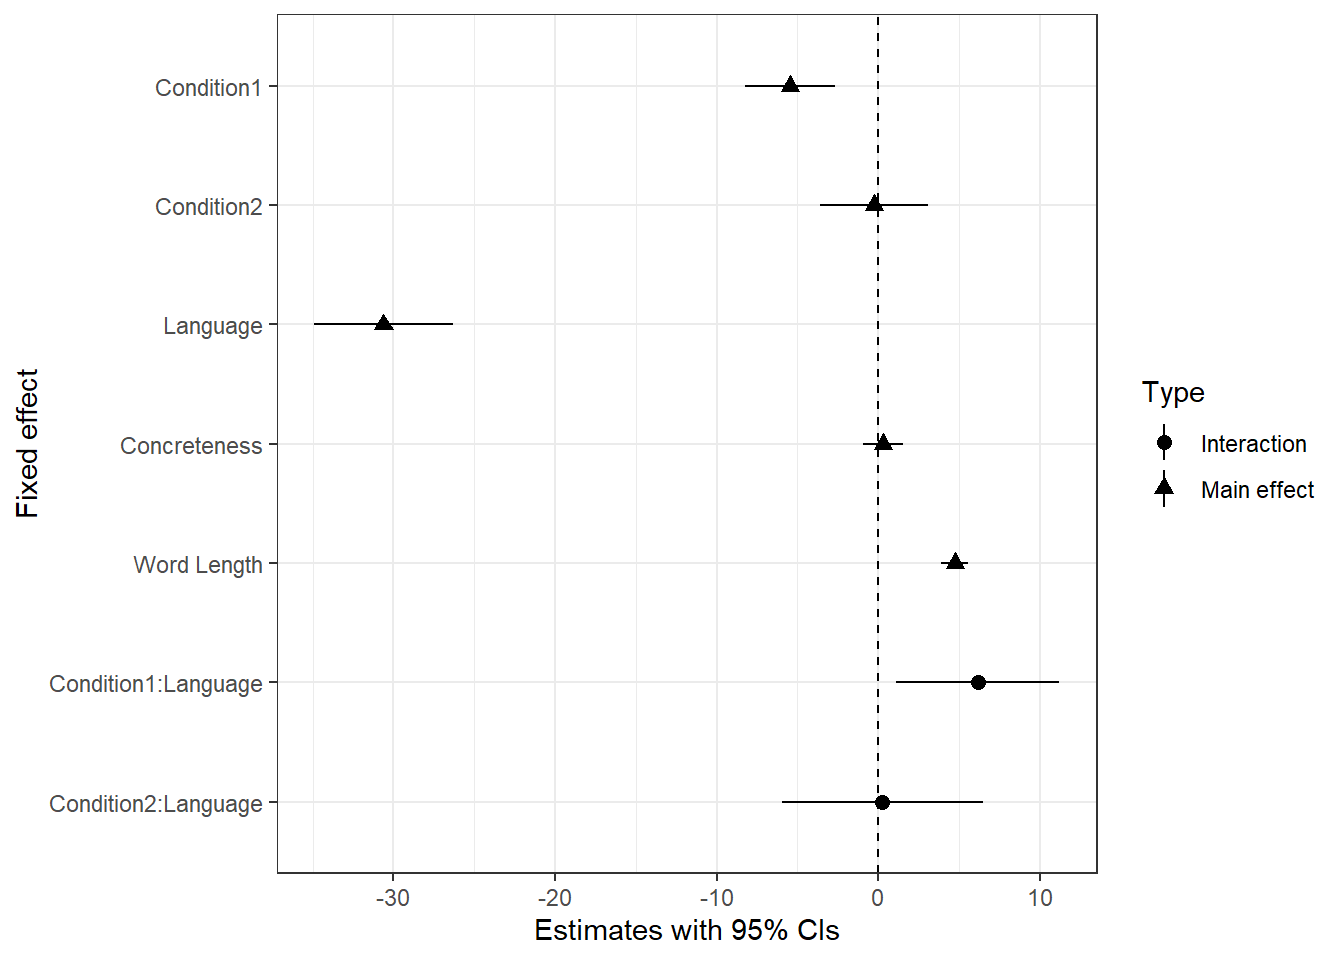 Condition1
Condition2
Language
Concreteness
Word Length
Condition1:Language
Condition2:Language
Fixed effect
-30
-20
-10
0
10
Estimates with 95% CIs
Type
Interaction
Main effect